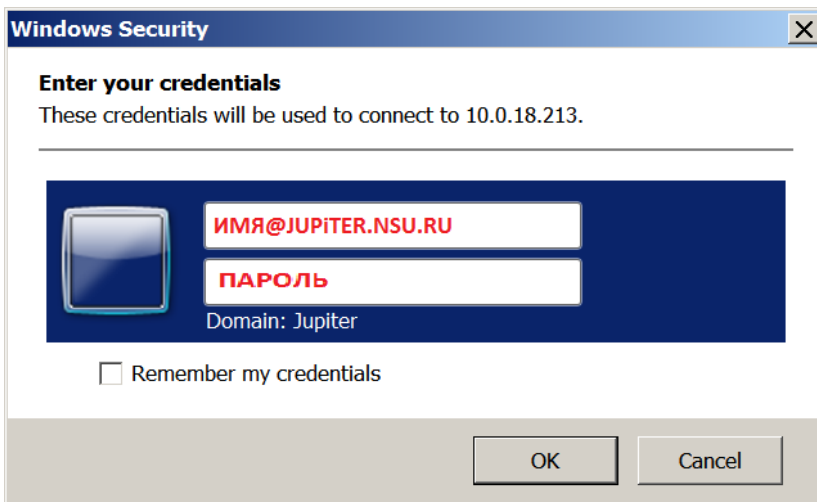 Windows Security
Enter your credentials
These credentials will be used to connect to 10.0.18.213.
ИМЯ@JUPiTER.NSU.RU
ПАРОЛЬ
Domain: Jupiter
Remember my credentials
OK Cancel